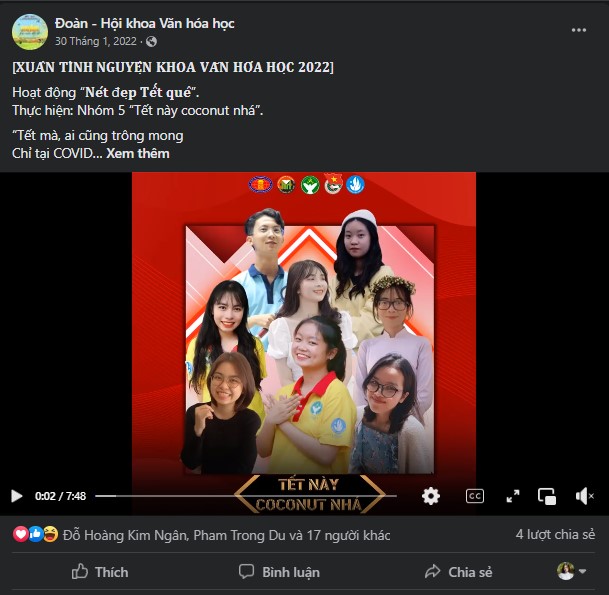 Đoàn - Hội khoa Văn hóa học
30 Tháng 1, 2022 ·
[XUÂN TÌNH NGUYỆN KHOA VĂN HÓA HỌC 2022]
Hoạt động “Nét đẹp Tết quê”.
Thực hiện: Nhóm 5 “Tết này coconut nhá”.
“Tết mà, ai cũng trông mong
Chỉ tại COVID... Xem thêm
TẾT NÀY
COCONUT NHÁ
0:02 / 7:48
CC
Đỗ Hoàng Kim Ngân, Pham Trong Du và 17 người khác
4 lượt chia sẻ
Thích
Bình luận
Chia sẻ